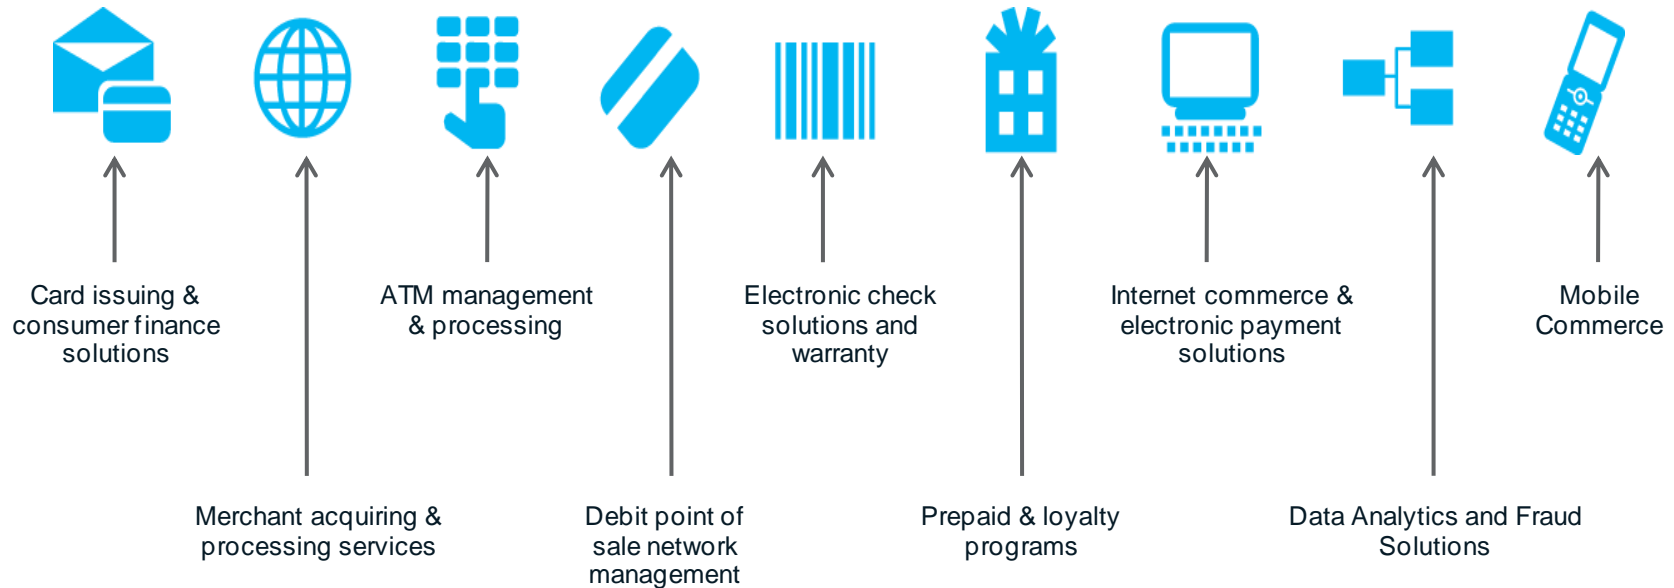 Card issuing &
consumer finance
solutions
ATM management
& processing
Electronic check
solutions and
warranty
Internet commerce &
electronic payment
solutions
Mobile
Commerce
Merchant acquiring &
processing services
Debit point of
sale network
management
Prepaid & loyalty
programs
Data Analytics and Fraud
Solutions